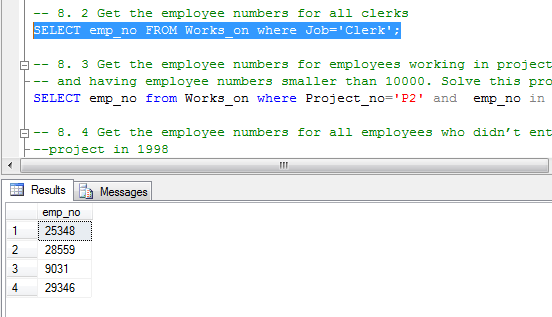 -- 8. 2 Get the employee numbers for all clerks
SELECT emp_no FROM Works_on where Job='Clerk';
-- 8. 3 Get the employee numbers for employees working in project
-- and having employee numbers smaller than 10000. Solve this pro
SELECT emp_no from Works_on where Project_no='P2' and  emp_no in
-- 8. 4 Get the employee numbers for all employees who didn’t ent
--project in 1998
Results Messages
emp_no
1 25348
2 28559
3 9031
4 29346